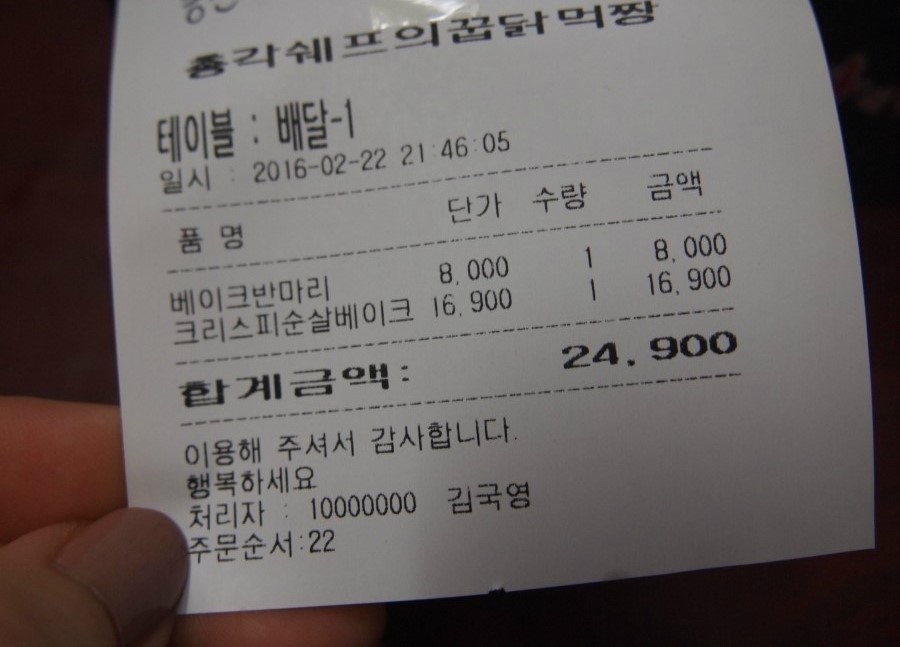 총각쉐프의꿉닭먹짱
테이블 : 배달-1
일시 : 2016-02-22 21:46:05
품 명 단가 수량 금액
베이크반마리 8,000 1 8,000
크리스피순살베이크 16,900 1 16,900
합계금액: 24,900
이용해 주셔서 감사합니다.
행복하세요
처리자 : 10000000 김국영
주문순서:22